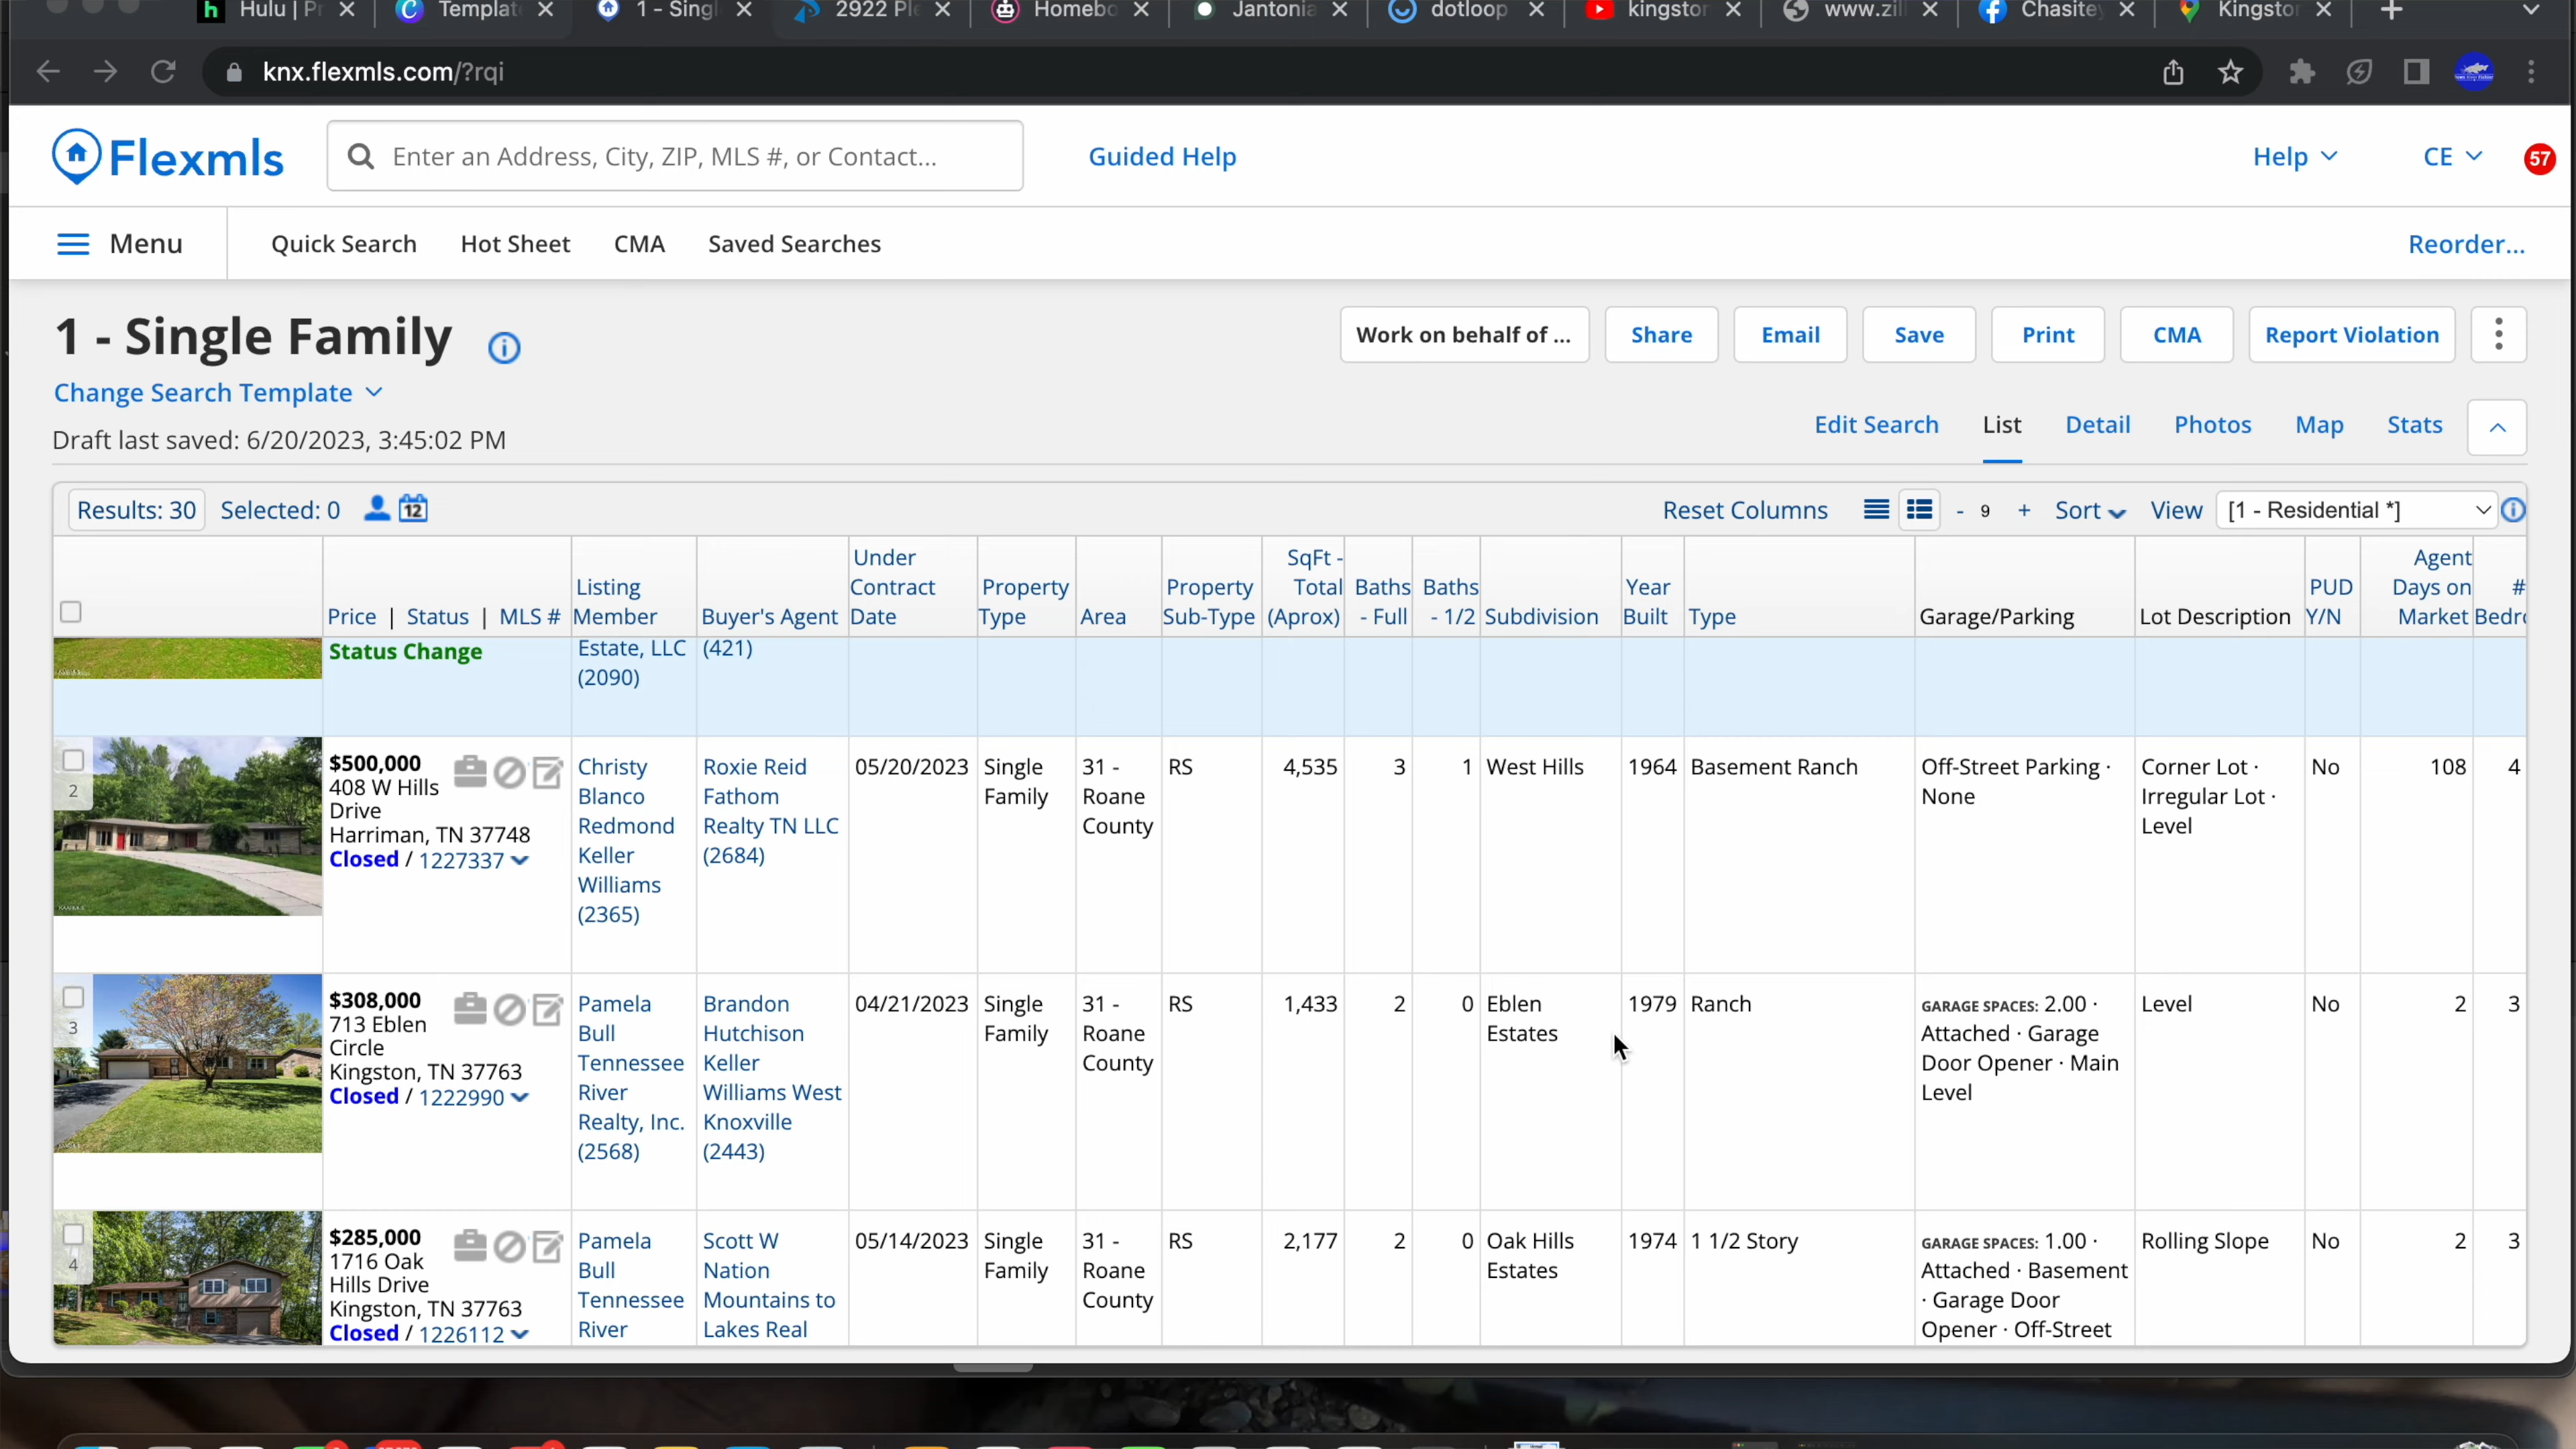 Hulu | Pr
Templat
1 - Singl
2922 Ple
Homebo
Jantonia
dotloop
kingstor
www.zill
Chasite
Kingstor
knx.flexmls.com/?rqi
Flexmls
Enter an Address, City, ZIP, MLS #, or Contact...
Guided Help
Help
CE
57
Menu
Quick Search
Hot Sheet
CMA
Saved Searches
Reorder...
1 - Single Family
Work on behalf of ...
Share
Email
Save
Print
CMA
Report Violation
Change Search Template
Draft last saved: 6/20/2023, 3:45:02 PM
Edit Search
List
Detail
Photos
Map
Stats
Results: 30
Selected: 0
12
Reset Columns
- 9 +
Sort
View
[1 - Residential *]
Price | Status | MLS #
Listing
Member
Buyer's Agent
Under
Contract
Date
Property
Type
Area
Property
Sub-Type
SqFt -
Total
(Aprox)
Baths
- Full
Baths
- 1/2
Subdivision
Year
Built
Type
Garage/Parking
Lot Description
PUD
Y/N
Agent
Days on
Market
#
Bedr
Status Change
Estate, LLC
(2090)
(421)
2
$500,000
408 W Hills
Drive
Harriman, TN 37748
Closed / 1227337
Christy
Blanco
Redmond
Keller
Williams
(2365)
Roxie Reid
Fathom
Realty TN LLC
(2684)
05/20/2023
Single
Family
31 -
Roane
County
RS
4,535
3
1
West Hills
1964
Basement Ranch
Off-Street Parking ·
None
Corner Lot ·
Irregular Lot ·
Level
No
108
4
3
$308,000
713 Eblen
Circle
Kingston, TN 37763
Closed / 1222990
Pamela
Bull
Tennessee
River
Realty, Inc.
(2568)
Brandon
Hutchison
Keller
Williams West
Knoxville
(2443)
04/21/2023
Single
Family
31 -
Roane
County
RS
1,433
2
0
Eblen
Estates
1979
Ranch
GARAGE SPACES: 2.00 ·
Attached · Garage
Door Opener · Main
Level
Level
No
2
3
4
$285,000
1716 Oak
Hills Drive
Kingston, TN 37763
Closed / 1226112
Pamela
Bull
Tennessee
River
Scott W
Nation
Mountains to
Lakes Real
05/14/2023
Single
Family
31 -
Roane
County
RS
2,177
2
0
Oak Hills
Estates
1974
1 1/2 Story
GARAGE SPACES: 1.00 ·
Attached · Basement
· Garage Door
Opener · Off-Street
Rolling Slope
No
2
3